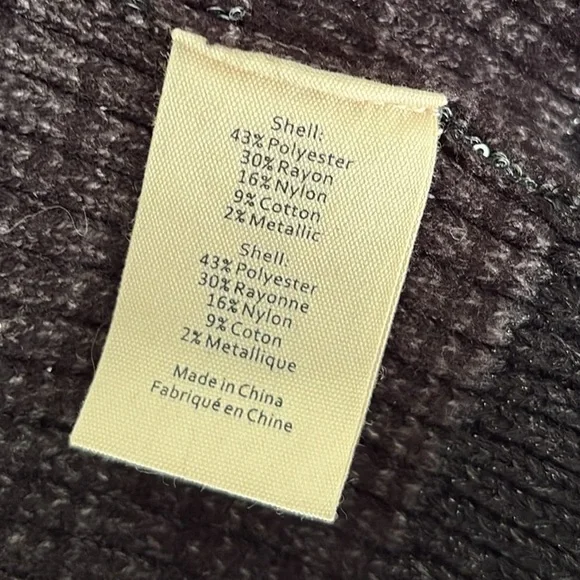 Shell:
43% Polyester
30% Rayon
16% Nylon
9% Cotton
2% Metallic
Shell:
43% Polyester
30% Rayonne
16% Nylon
9% Coton
2% Metallique
Made in China
Fabriqué en Chine